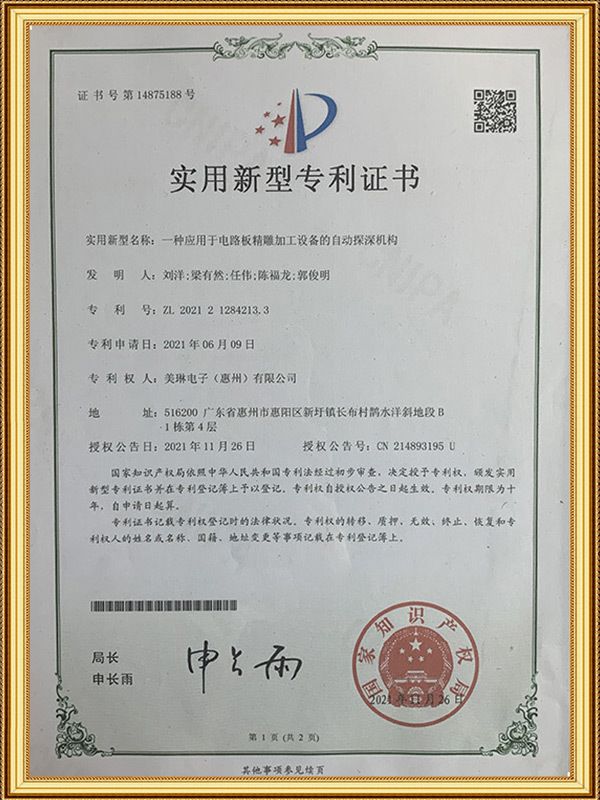 证书号第14875188号
实用新型专利证书
实用新型名称：一种应用于电路板精雕加工设备的自动探深机构
发明人：刘洋;梁有然;任伟;陈福龙;郭俊明
专利号：ZL 2021 2 1284213.3
专利申请日：2021年06月09日
专利权人：美琳电子（惠州）有限公司
地址：516200 广东省惠州市惠阳区新圩镇长布村鹊水洋斜地段B
1栋第4层
授权公告日：2021年11月26日 授权公告号：CN 214893195 U
国家知识产权局依照中华人民共和国专利法经过初步审查，决定授予专利权，颁发实用
新型专利证书并在专利登记簿上予以登记。专利权自授权公告之日起生效。专利权期限为十
年，自申请日起算。
专利证书记载专利权登记时的法律状况。专利权的转移、质押、无效、终止、恢复和专
利权人的姓名或名称、国籍、地址变更等事项记载在专利登记簿上。
局长
申长雨
申长雨
国家知识产权局
2021年11月26日
第1页（共2页）
其他事项参见续页